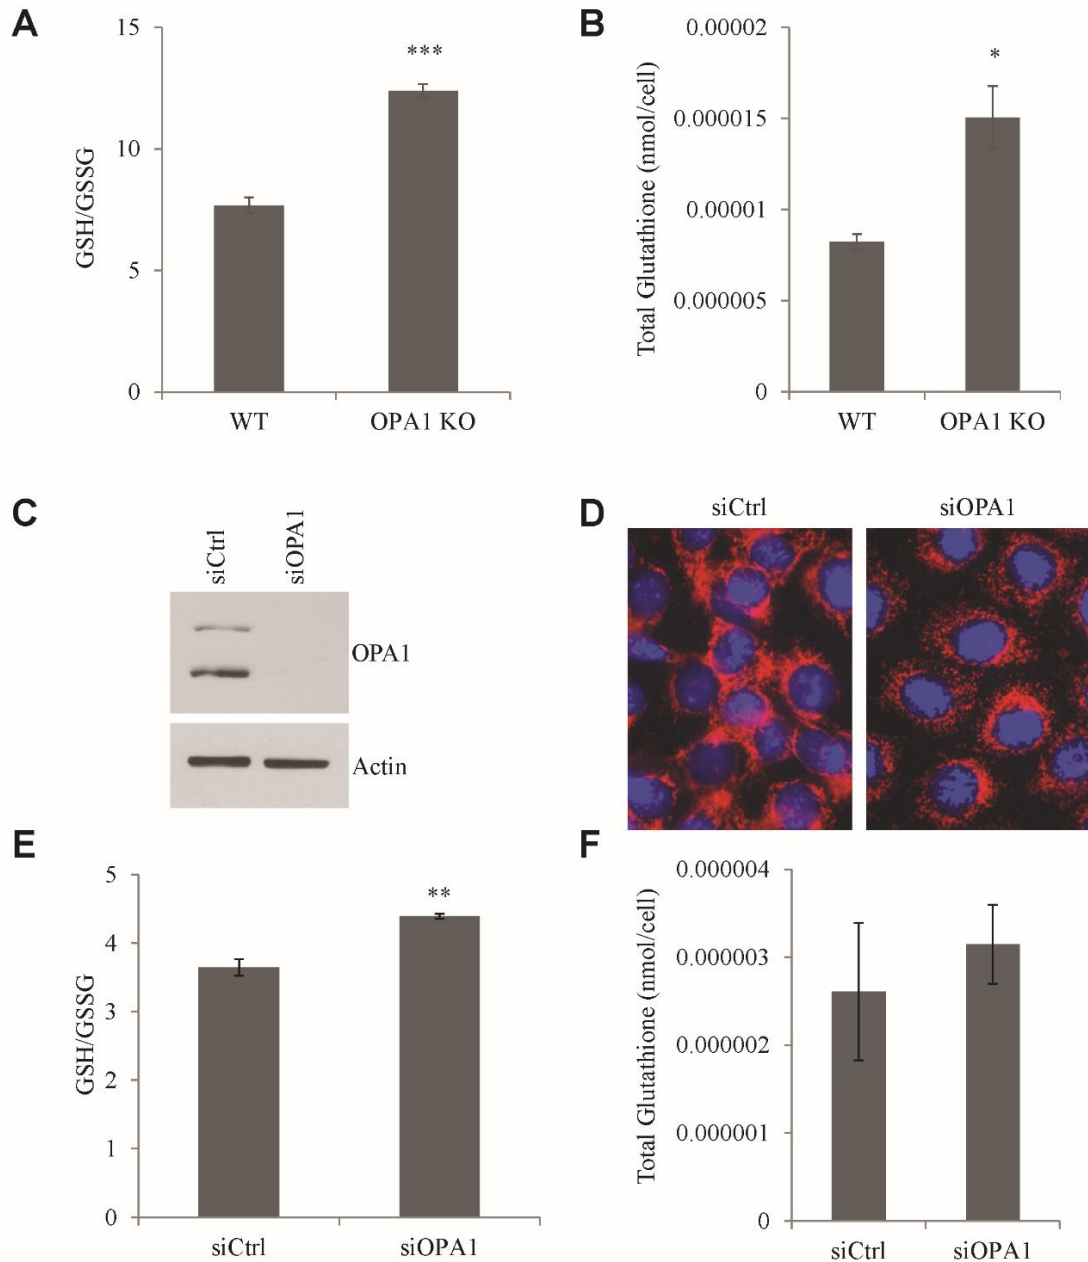 A
15
10
5
0
GSH/GSSG
***
WT
OPA1 KO
B
0.00002
0.000015
0.00001
0.000005
0
Total Glutathione (nmol/cell)
*
WT
OPA1 KO
C
siCtrl
siOPA1
OPA1
Actin
D
siCtrl
siOPA1
E
5
4
3
2
1
0
GSH/GSSG
**
siCtrl
siOPA1
F
0.000004
0.000003
0.000002
0.000001
0
Total Glutathione (nmol/cell)
siCtrl
siOPA1